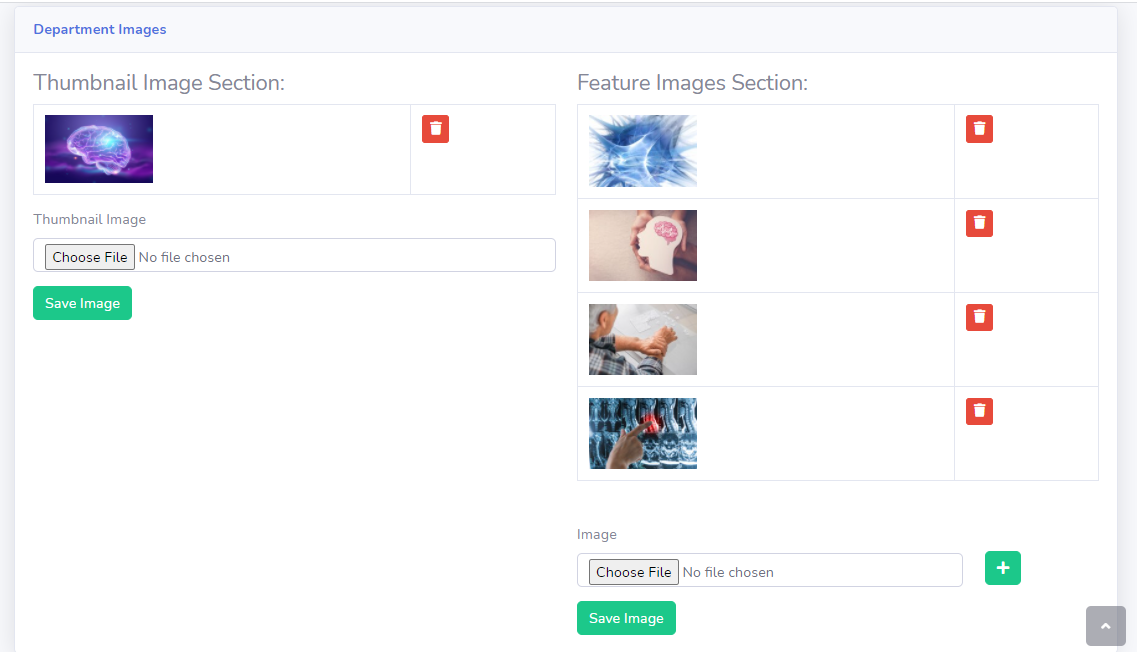 Department Images
Thumbnail Image Section:
Thumbnail Image
Choose File No file chosen
Save Image
Feature Images Section:
Image
Choose File No file chosen
Save Image